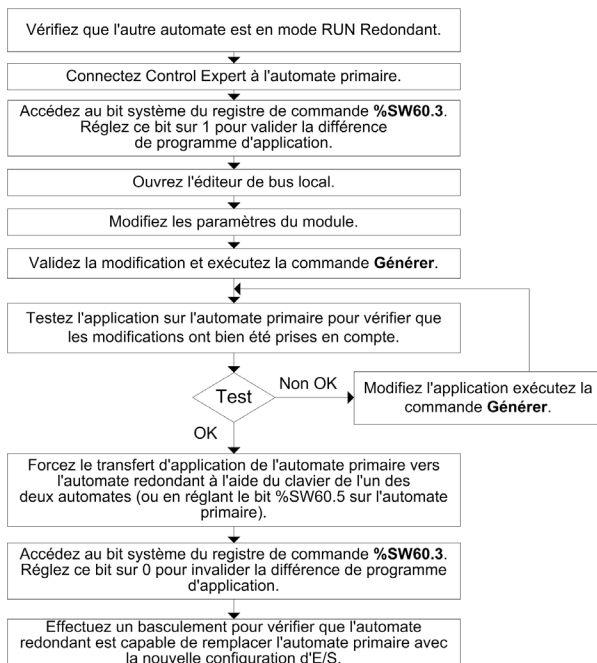 Vérifiez que l'autre automate est en mode RUN Redondant.
Connectez Control Expert à l'automate primaire.
Accédez au bit système du registre de commande %SW60.3.
Réglez ce bit sur 1 pour valider la différence
de programme d'application.
Ouvrez l'éditeur de bus local.
Modifiez les paramètres du module.
Validez la modification et exécutez la commande Générer.
Testez l'application sur l'automate primaire pour vérifier que
les modifications ont bien été prises en compte.
Test
Non OK
Modifiez l'application exécutez la
commande Générer.
OK
Forcez le transfert d'application de l'automate primaire vers
l'automate redondant à l'aide du clavier de l'un des
deux automates (ou en réglant le bit %SW60.5 sur l'automate
primaire).
Accédez au bit système du registre de commande %SW60.3.
Réglez ce bit sur 0 pour invalider la différence de programme
d'application.
Effectuez un basculement pour vérifier que l'automate
redondant est capable de remplacer l'automate primaire avec
la nouvelle configuration d'E/S.